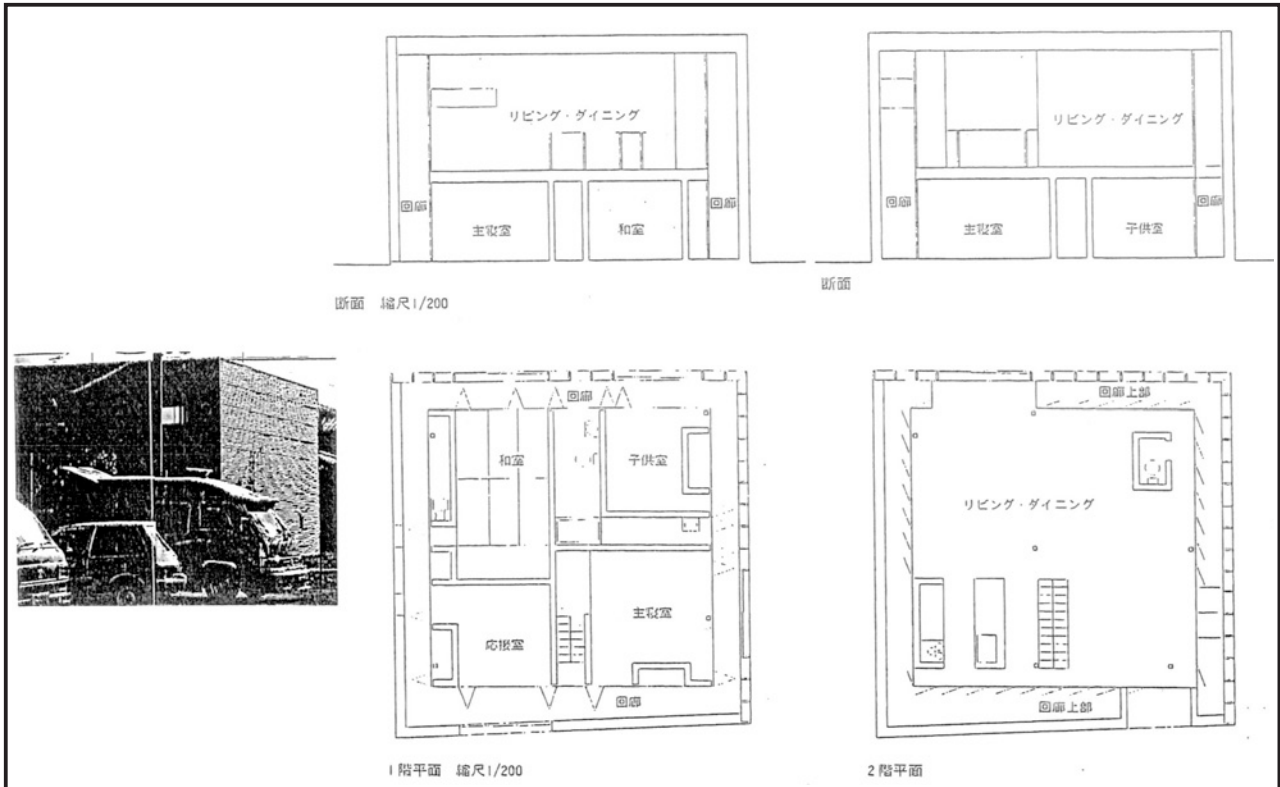 リビング・ダイニング
回廊
主寝室
和室
回廊
断面 縮尺1/200
リビング・ダイニング
回廊
主寝室
子供室
回廊
断面
回廊
和室
子供室
主寝室
応接室
回廊
1階平面 縮尺1/200
回廊上部
リビング・ダイニング
回廊上部
2階平面